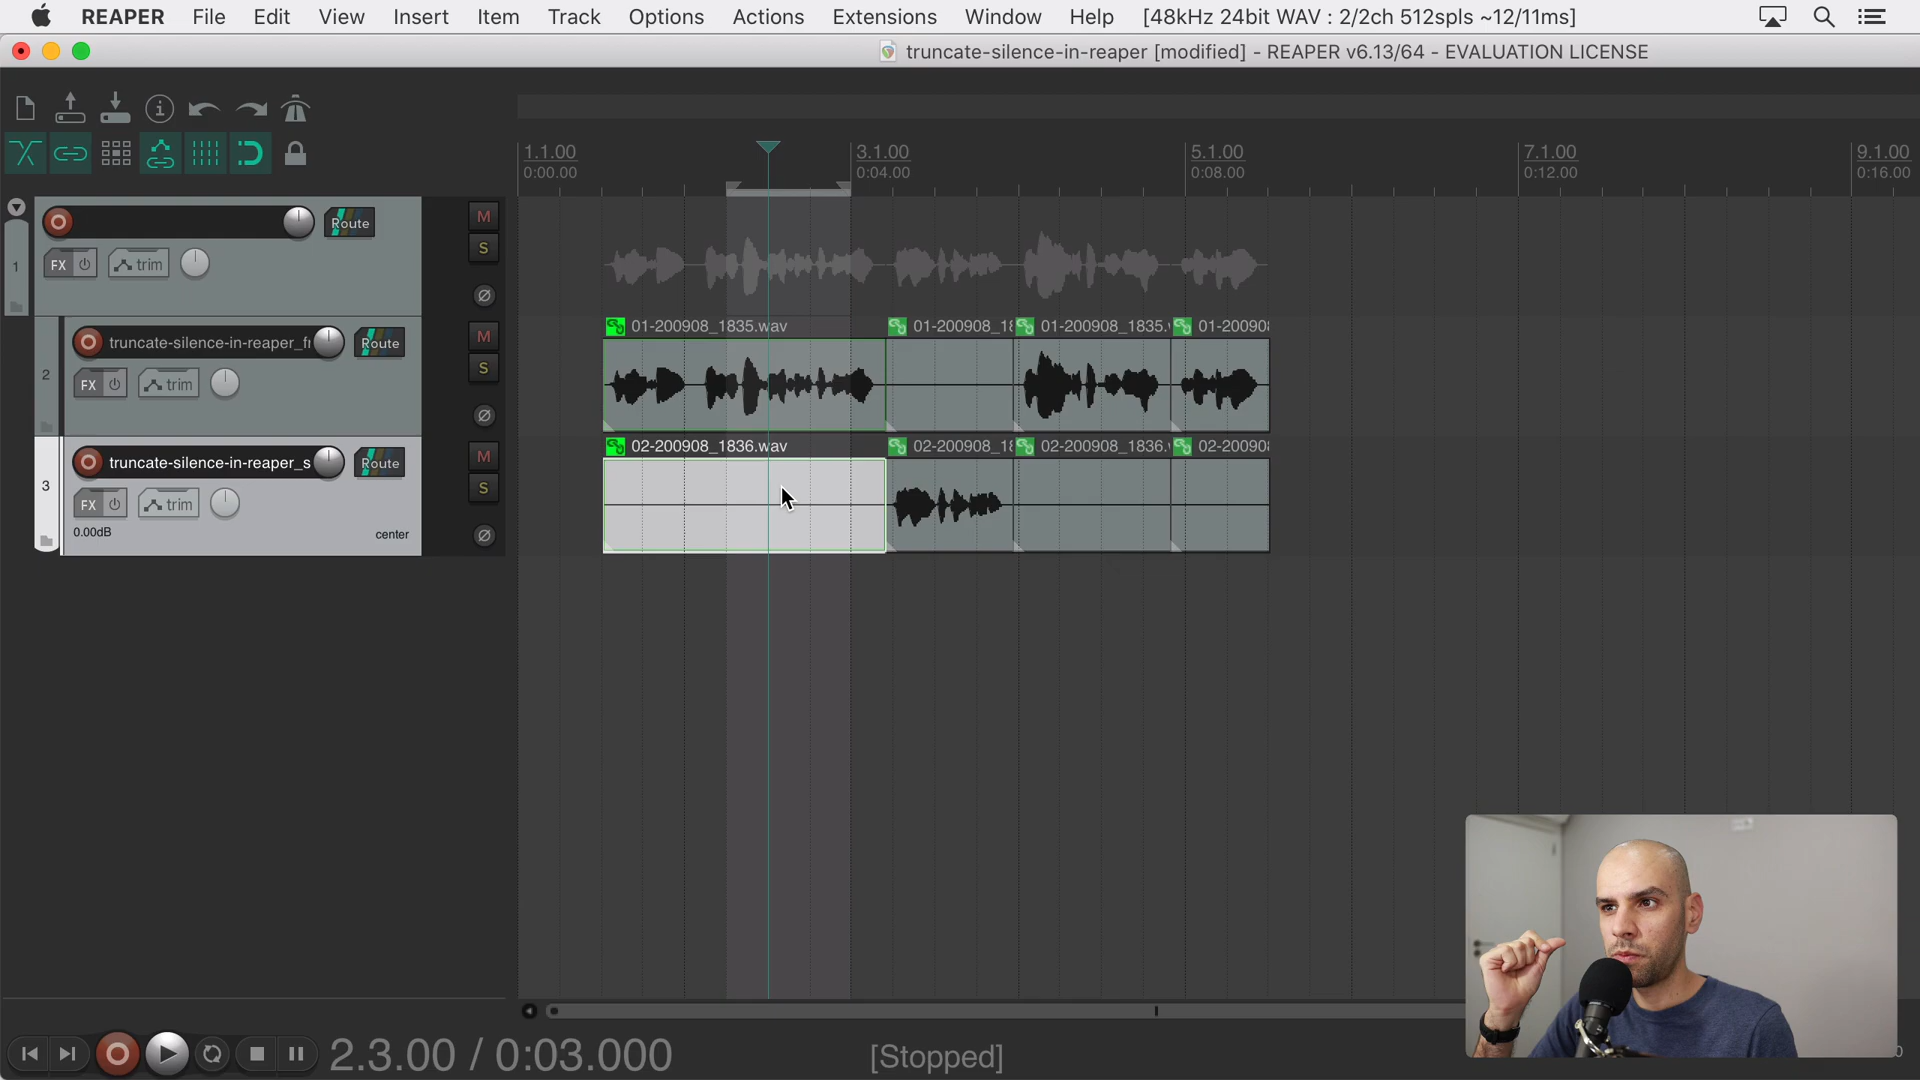 REAPER File Edit View Insert Item Track Options Actions Extensions Window Help [48kHz 24bit WAV : 2/2ch 512spls ~12/11ms]
truncate-silence-in-reaper [modified] - REAPER v6.13/64 - EVALUATION LICENSE
1.1.00 3.1.00 5.1.00 7.1.00 9.1.00
0:00.00 0:04.00 0:08.00 0:12.00 0:16.00
Route M
S
FX trim
1
01-200908_1835.wav 01-200908_18 01-200908_1835. 01-20090
truncate-silence-in-reaper_f Route M
S
2
FX trim
02-200908_1836.wav 02-200908_18 02-200908_1836. 02-20090
truncate-silence-in-reaper_s Route M
3
S
FX trim
0.00dB center
2.3.00 / 0:03.000 [Stopped]